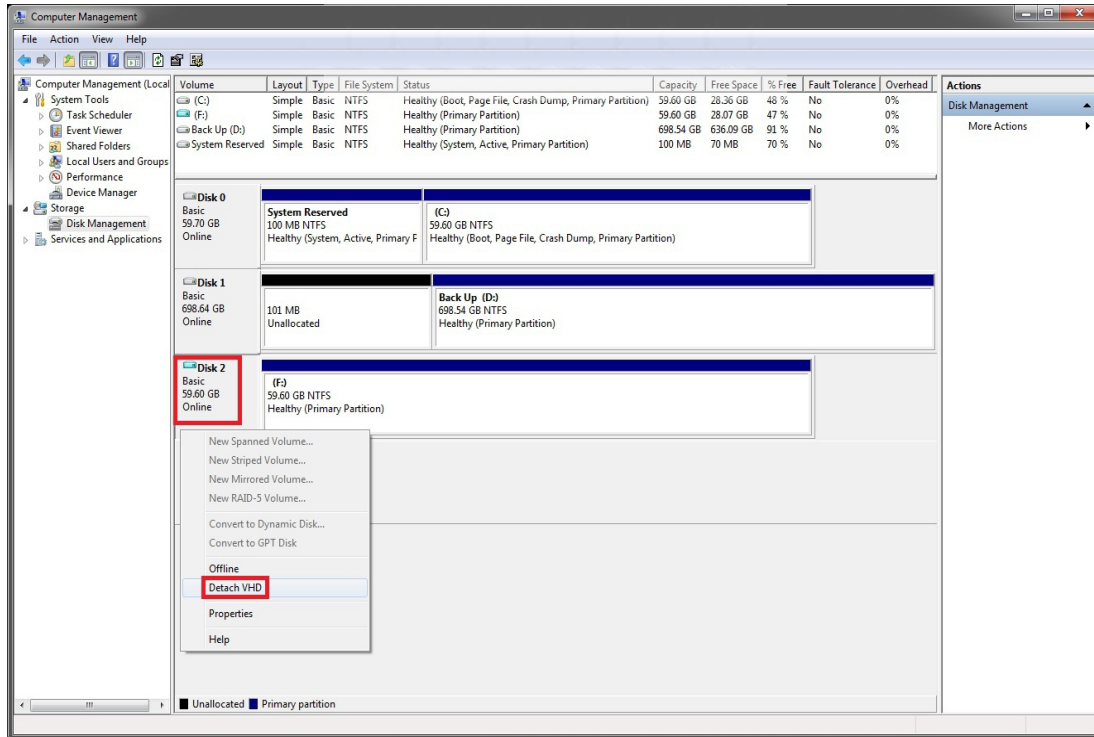 Computer Management
File Action View Help
Computer Management (Local
System Tools
Task Scheduler
Event Viewer
Shared Folders
Local Users and Groups
Performance
Device Manager
Storage
Disk Management
Services and Applications
Volume Layout Type File System Status Capacity Free Space % Free Fault Tolerance Overhead
(C:) Simple Basic NTFS Healthy (Boot, Page File, Crash Dump, Primary Partition) 59.60 GB 28.36 GB 48 % No 0%
(F:) Simple Basic NTFS Healthy (Primary Partition) 59.60 GB 28.07 GB 47 % No 0%
Back Up (D:) Simple Basic NTFS Healthy (Primary Partition) 698.54 GB 636.09 GB 91 % No 0%
System Reserved Simple Basic NTFS Healthy (System, Active, Primary Partition) 100 MB 70 MB 70 % No 0%
Disk 0
Basic
59.70 GB
Online
System Reserved
100 MB NTFS
Healthy (System, Active, Primary P
(C:)
59.60 GB NTFS
Healthy (Boot, Page File, Crash Dump, Primary Partition)
Disk 1
Basic
698.64 GB
Online
101 MB
Unallocated
Back Up (D:)
698.54 GB NTFS
Healthy (Primary Partition)
Disk 2
Basic
59.60 GB
Online
(F:)
59.60 GB NTFS
Healthy (Primary Partition)
New Spanned Volume...
New Striped Volume...
New Mirrored Volume...
New RAID-5 Volume...
Convert to Dynamic Disk...
Convert to GPT Disk
Offline
Detach VHD
Properties
Help
Unallocated Primary partition
Actions
Disk Management
More Actions